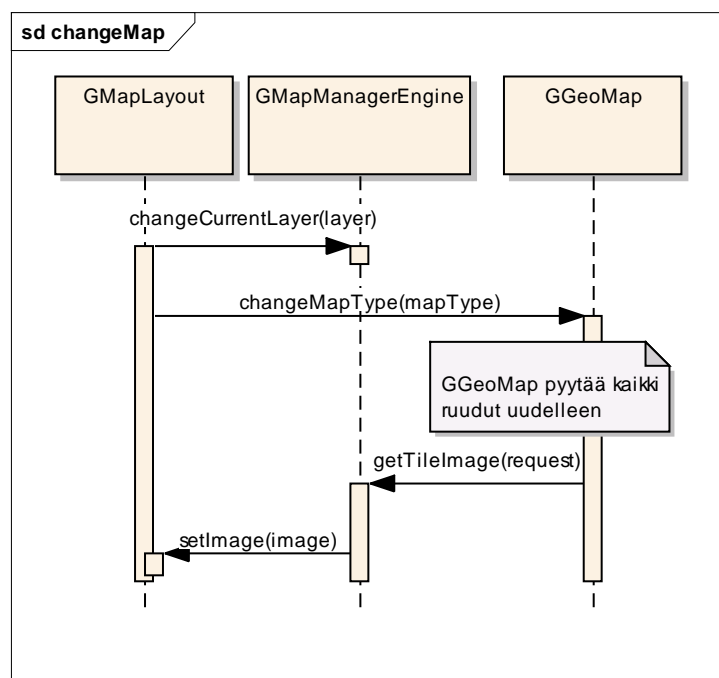 sd changeMap
GMapLayout
GMapManagerEngine
GGeoMap
changeCurrentLayer(layer)
changeMapType(mapType)
GGeoMap pyytää kaikki
ruudut uudelleen
getTileImage(request)
setImage(image)